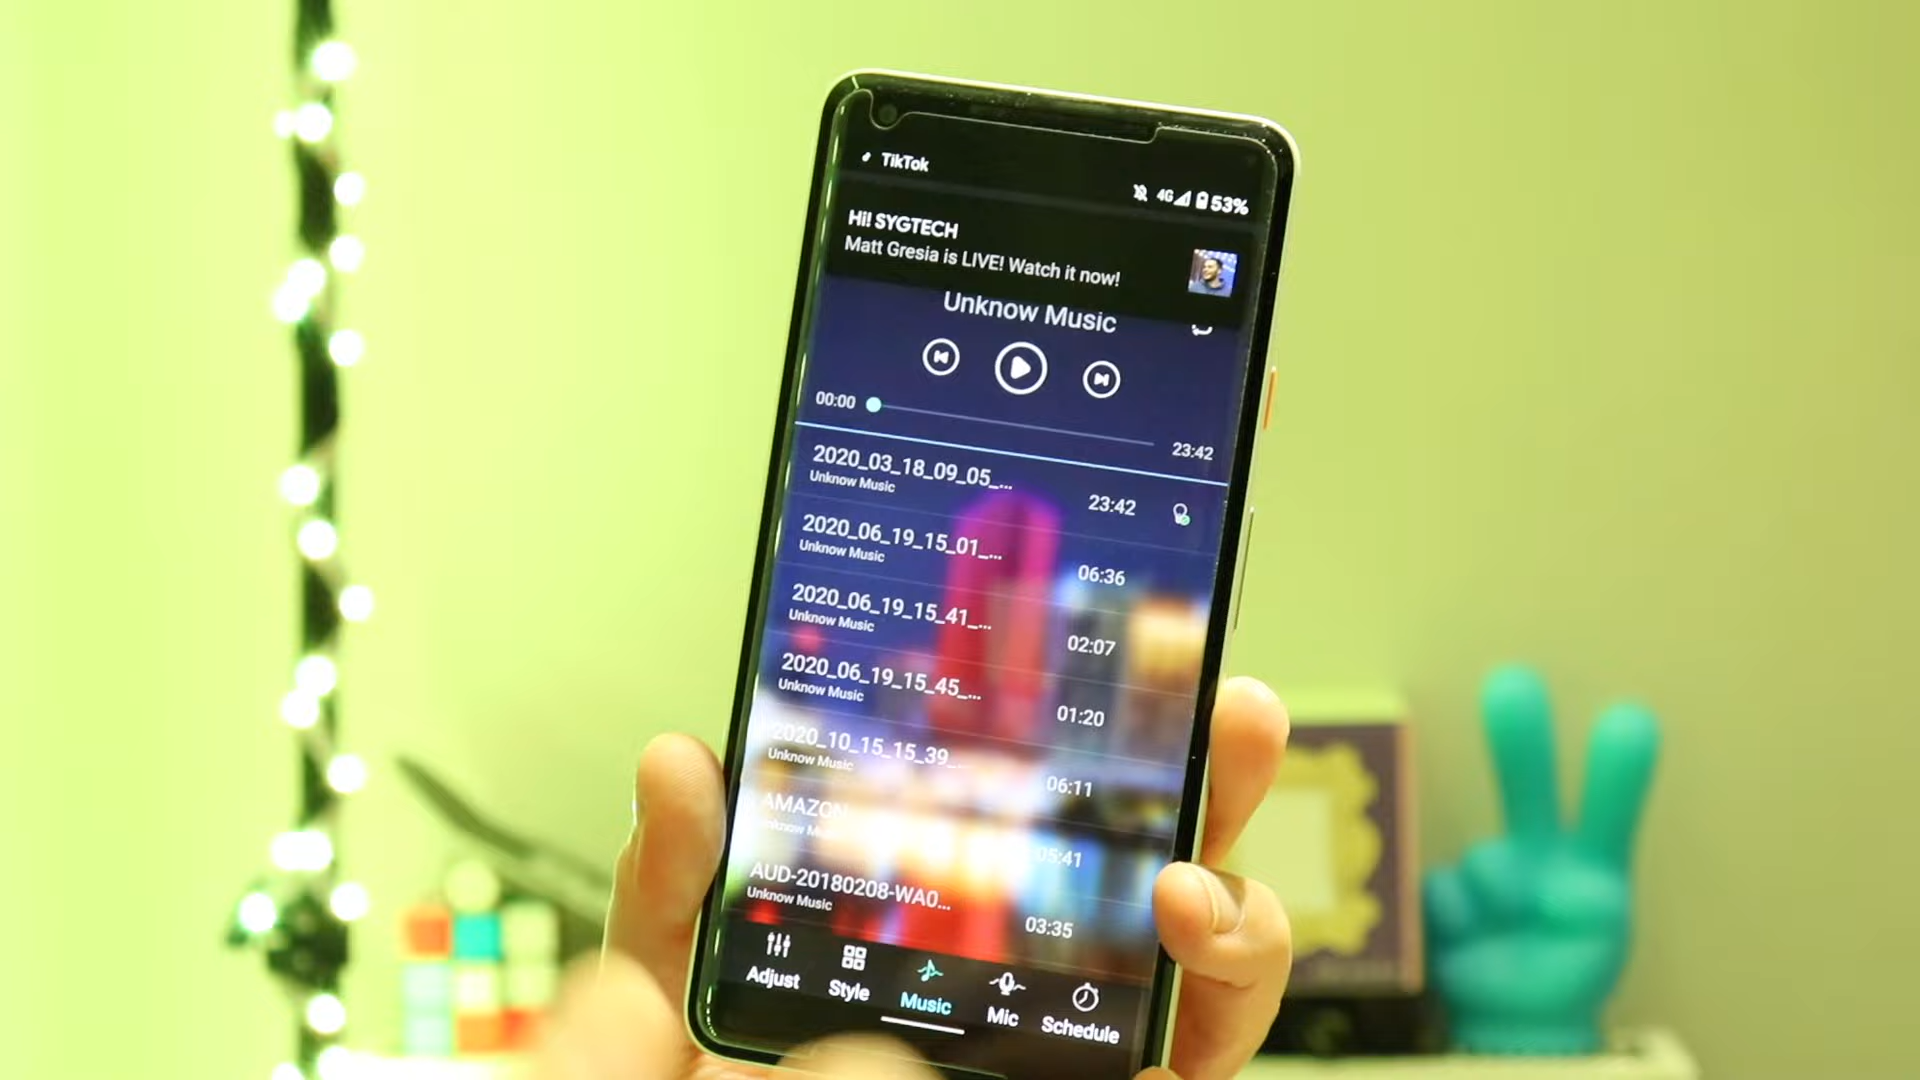 TikTok
4G 53%
Hi! SYGTECH
Matt Gresia is LIVE! Watch it now!
Unknow Music
00:00
23:42
2020_03_18_09_05_...
Unknow Music
23:42
2020_06_19_15_01_...
Unknow Music
06:36
2020_06_19_15_41_...
Unknow Music
02:07
2020_06_19_15_45_...
Unknow Music
01:20
2020_10_15_15_39_...
Unknow Music
06:11
AMAZON
Unknow Music
05:41
AUD-20180208-WA0...
Unknow Music
03:35
Adjust
Style
Music
Mic
Schedule